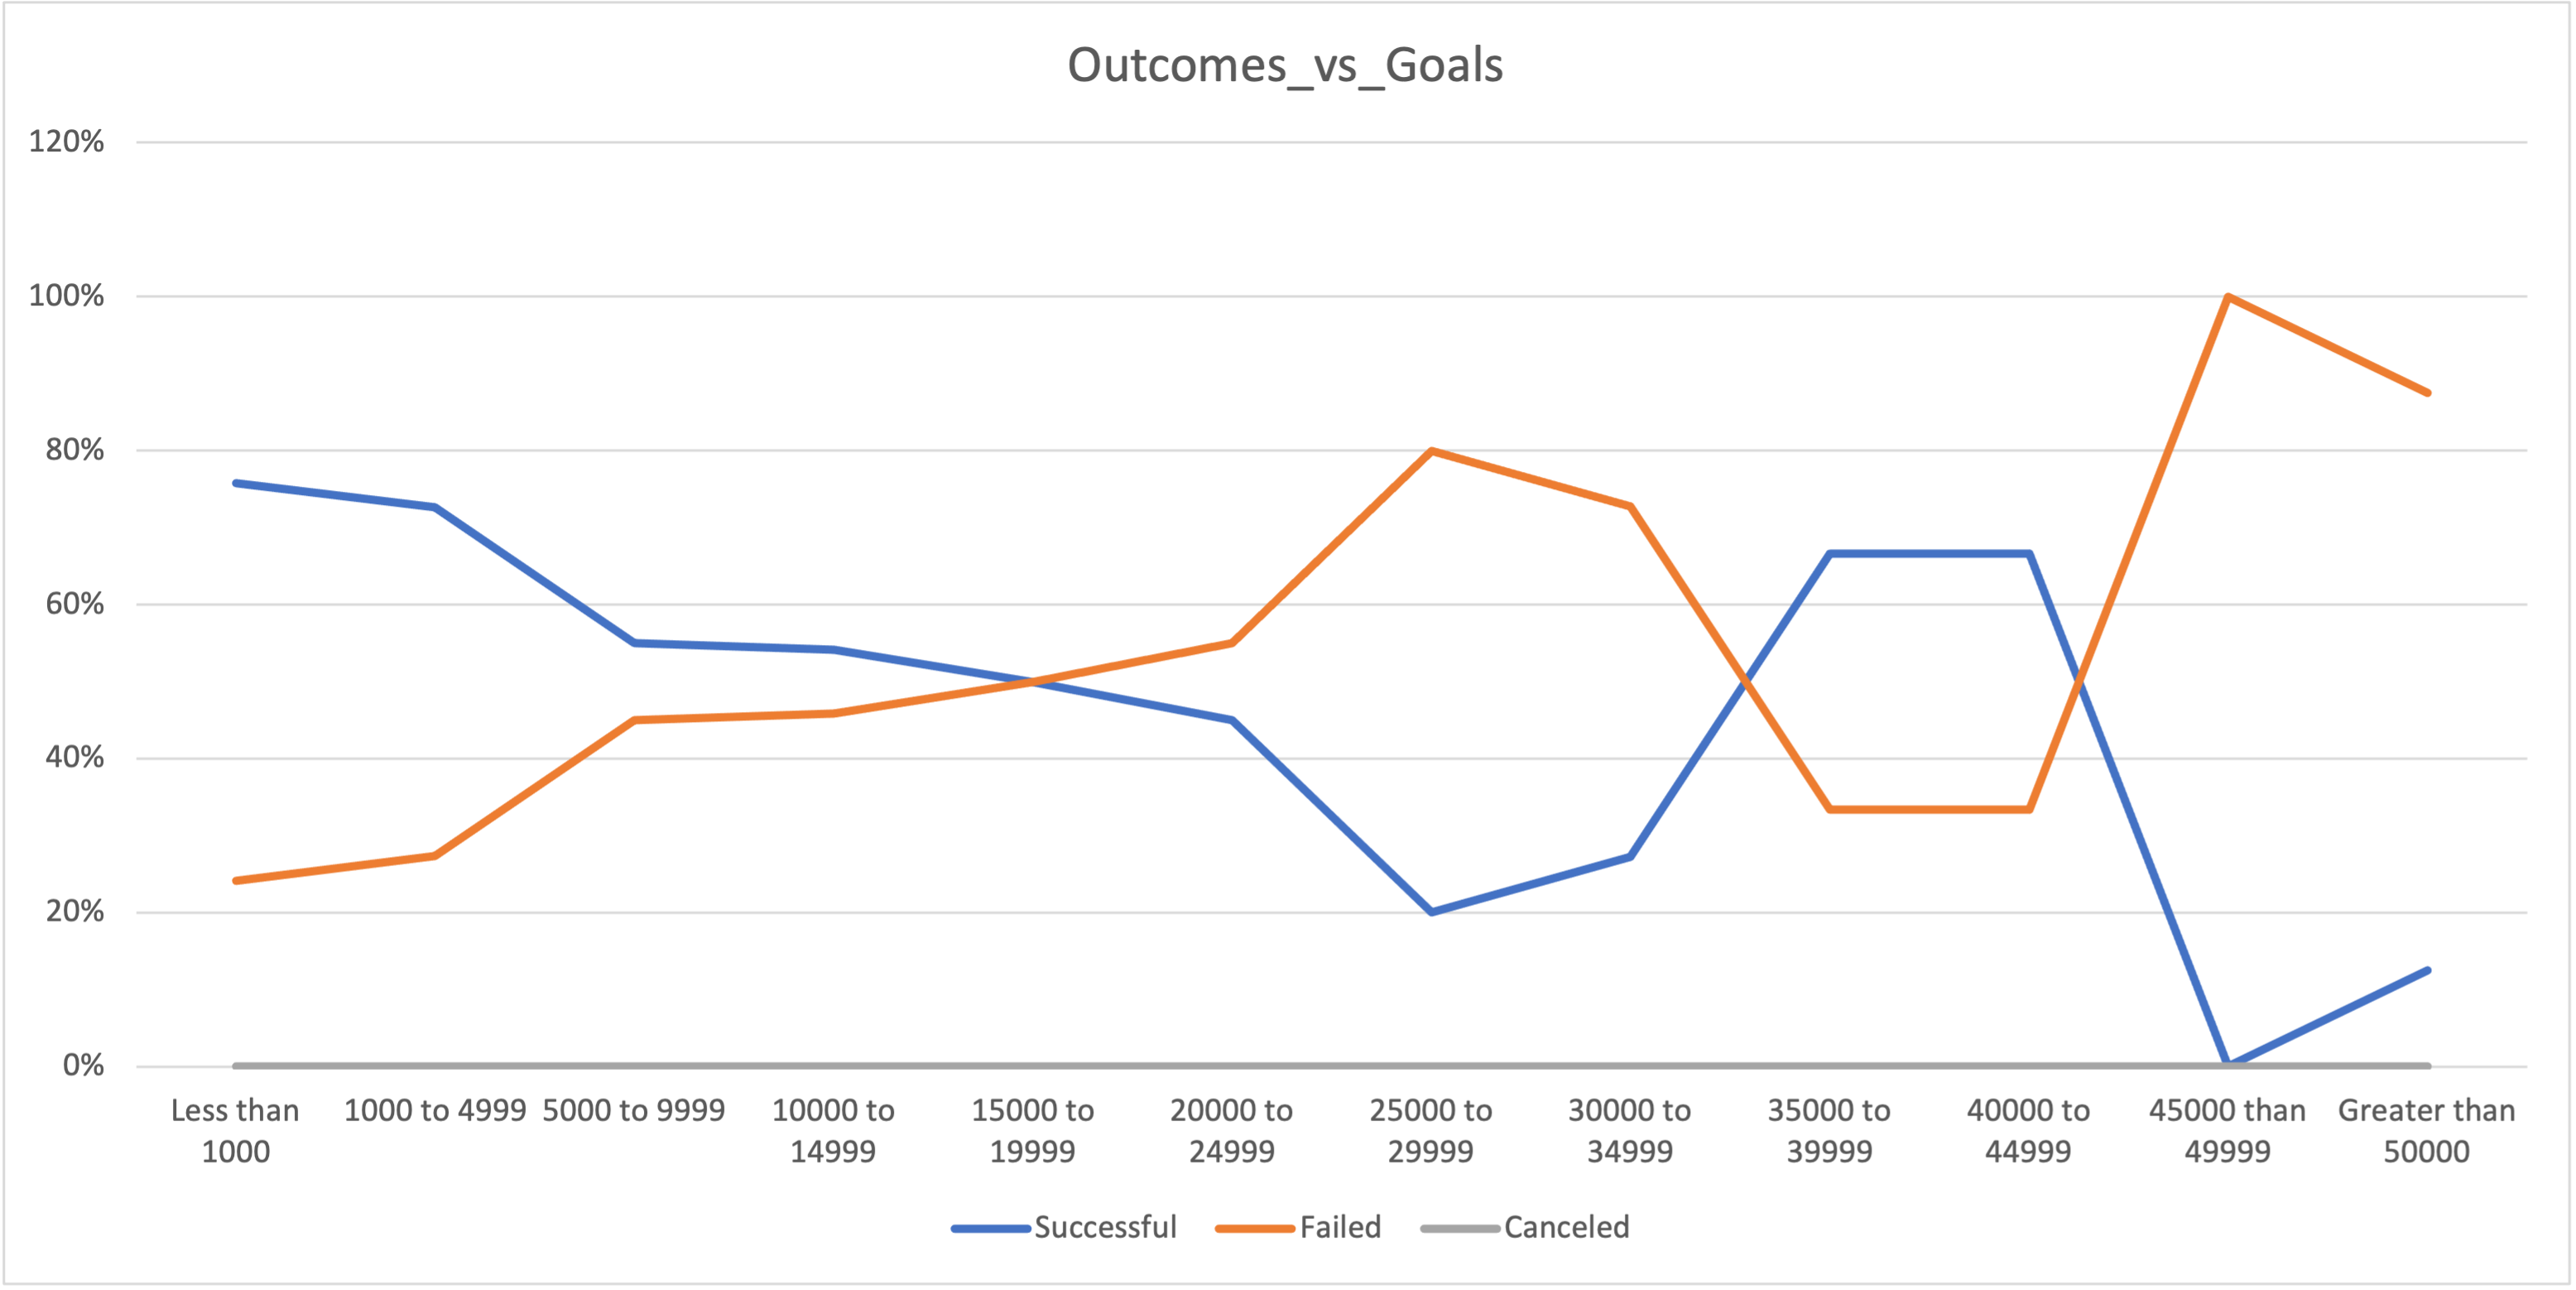 Outcomes_vs_Goals
120%
100%
80%
60%
40%
20%
0%
Less than
1000
1000 to 4999
5000 to 9999
10000 to
14999
15000 to
19999
20000 to
24999
25000 to
29999
30000 to
34999
35000 to
39999
40000 to
44999
45000 than
49999
Greater than
50000
Successful
Failed
Canceled